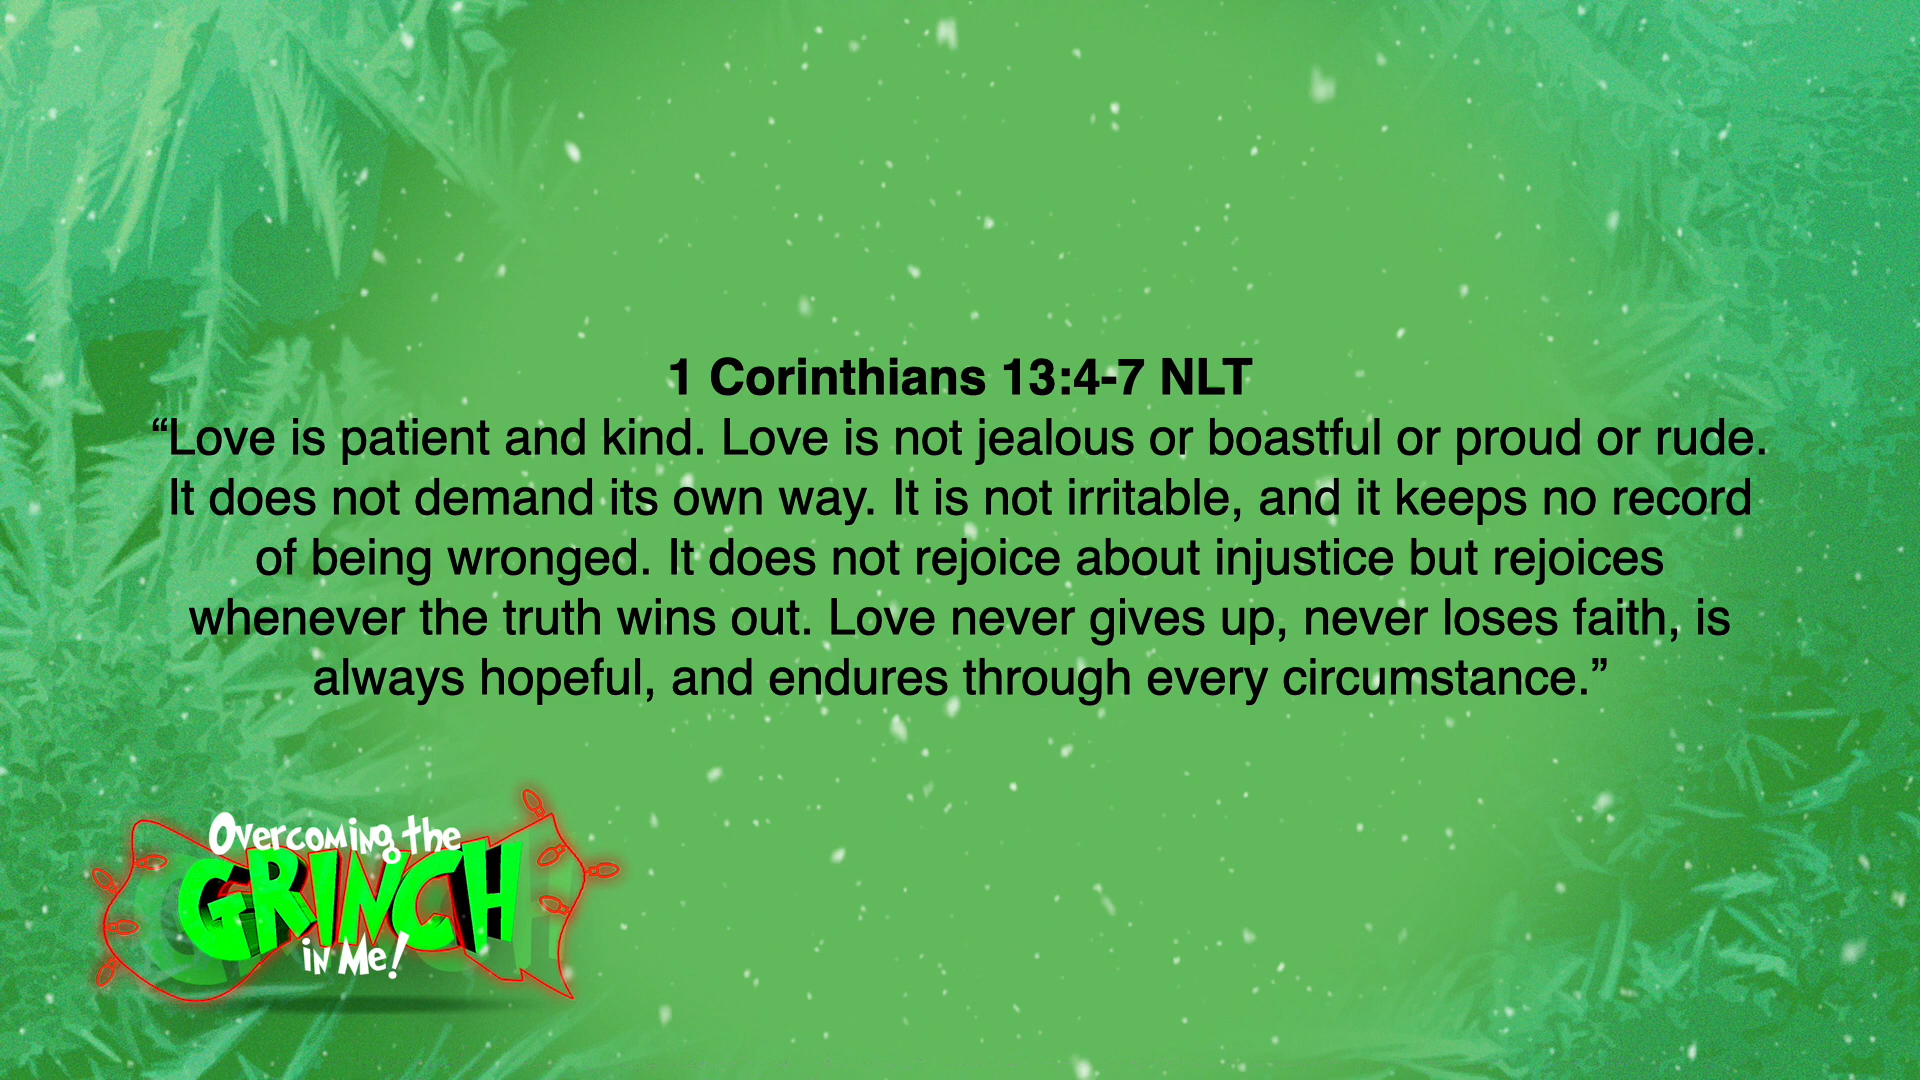 1 Corinthians 13:4-7 NLT
“Love is patient and kind. Love is not jealous or boastful or proud or rude.
It does not demand its own way. It is not irritable, and it keeps no record
of being wronged. It does not rejoice about injustice but rejoices
whenever the truth wins out. Love never gives up, never loses faith, is
always hopeful, and endures through every circumstance.”
Overcoming the
GRINCH
in Me!